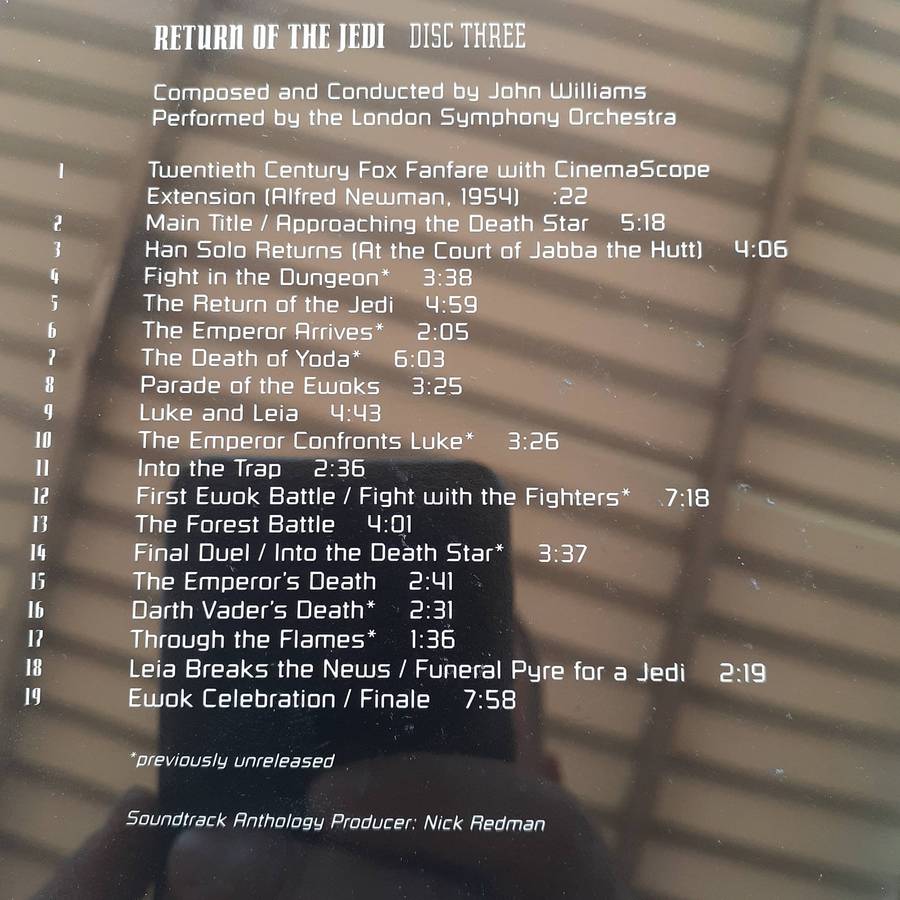 RETURN OF THE JEDI DISC THREE
Composed and Conducted by John Williams
Performed by the London Symphony Orchestra
1 Twentieth Century Fox Fanfare with CinemaScope
Extension (Alfred Newman, 1954) :22
2 Main Title / Approaching the Death Star 5:18
3 Han Solo Returns (At the Court of Jabba the Hutt) 4:06
4 Fight in the Dungeon* 3:38
5 The Return of the Jedi 4:59
6 The Emperor Arrives* 2:05
7 The Death of Yoda* 6:03
8 Parade of the Ewoks 3:25
9 Luke and Leia 4:43
10 The Emperor Confronts Luke* 3:26
11 Into the Trap 2:36
12 First Ewok Battle / Fight with the Fighters* 7:18
13 The Forest Battle 4:01
14 Final Duel / Into the Death Star* 3:37
15 The Emperor's Death 2:41
16 Darth Vader's Death* 2:31
17 Through the Flames* 1:36
18 Leia Breaks the News / Funeral Pyre for a Jedi 2:19
19 Ewok Celebration / Finale 7:58
*previously unreleased
Soundtrack Anthology Producer: Nick Redman